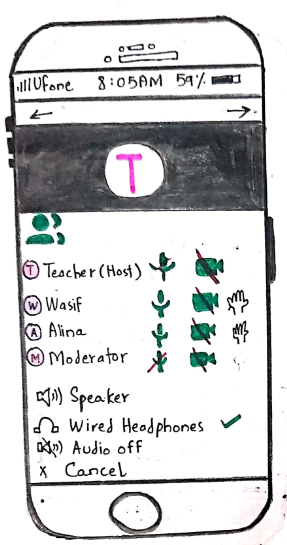 Ufone 8:05AM 59%
T
T Teacher (Host)
W Wasif
A Alina
M Moderator
Speaker
Wired Headphones
Audio off
x Cancel